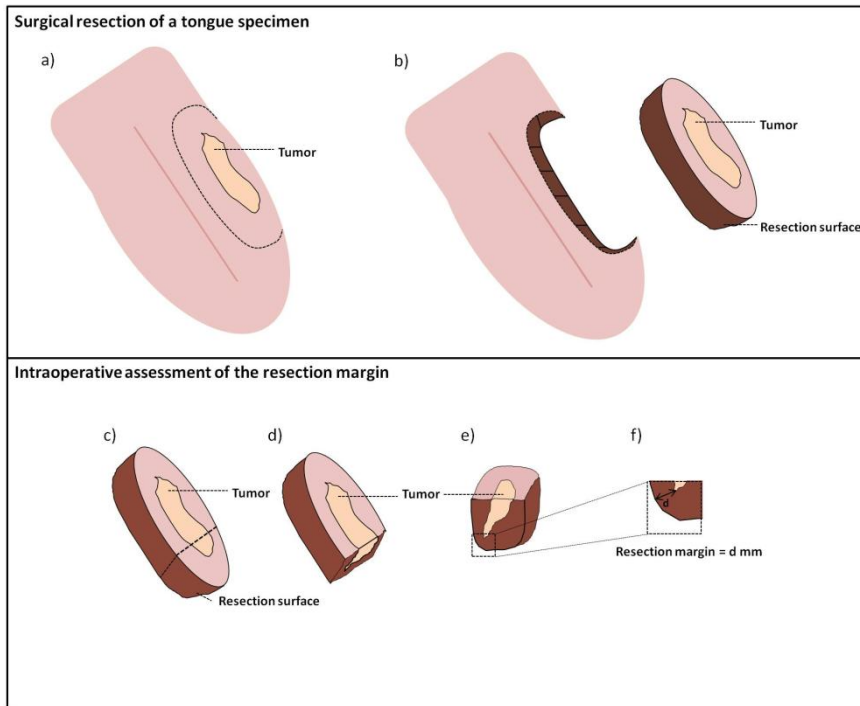 Surgical resection of a tongue specimen
a)
b)
Tumor
Tumor
Resection surface
Intraoperative assessment of the resection margin
c)
d)
e)
f)
Tumor
Tumor
d
Resection margin = d mm
Resection surface